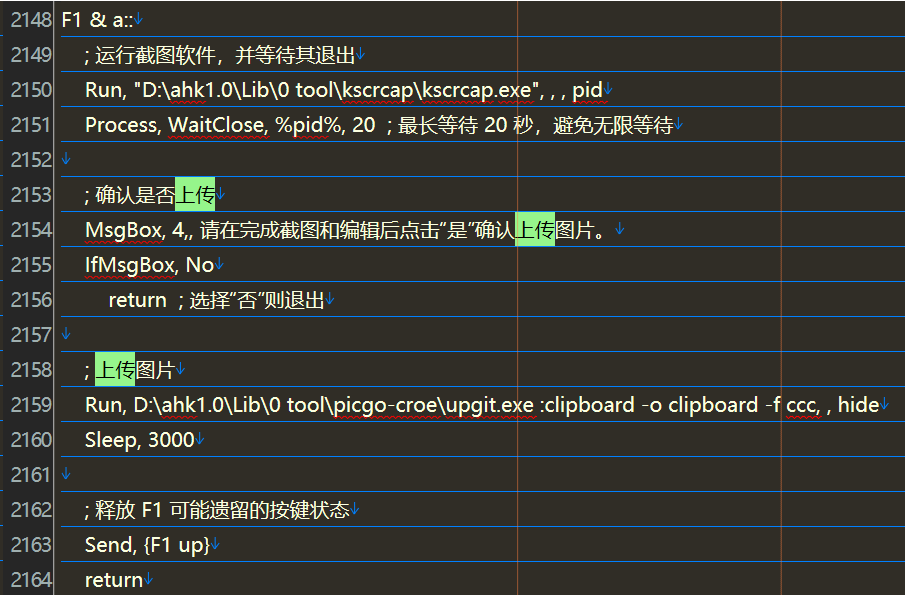 2148 F1 & a::↓
2149 ; 运行截图软件，并等待其退出↓
2150 Run, "D:\ahk1.0\Lib\0 tool\kscrcap\kscrcap.exe", , , pid↓
2151 Process, WaitClose, %pid%, 20  ; 最长等待 20 秒，避免无限等待↓
2152 ↓
2153 ; 确认是否上传↓
2154 MsgBox, 4,, 请在完成截图和编辑后点击“是”确认上传图片。↓
2155 IfMsgBox, No↓
2156 return  ; 选择“否”则退出↓
2157 ↓
2158 ; 上传图片↓
2159 Run, D:\ahk1.0\Lib\0 tool\picgo-croe\upgit.exe :clipboard -o clipboard -f ccc, , hide↓
2160 Sleep, 3000↓
2161 ↓
2162 ; 释放 F1 可能遗留的按键状态↓
2163 Send, {F1 up}↓
2164 return↓